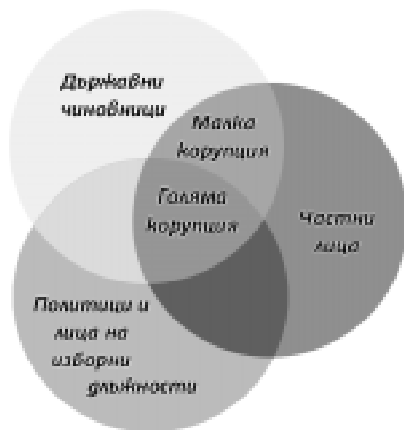 Държавни
чиновници
Малка
корупция
Голяма
корупция
Частни
лица
Политици и
лица на
изборни
длъжности